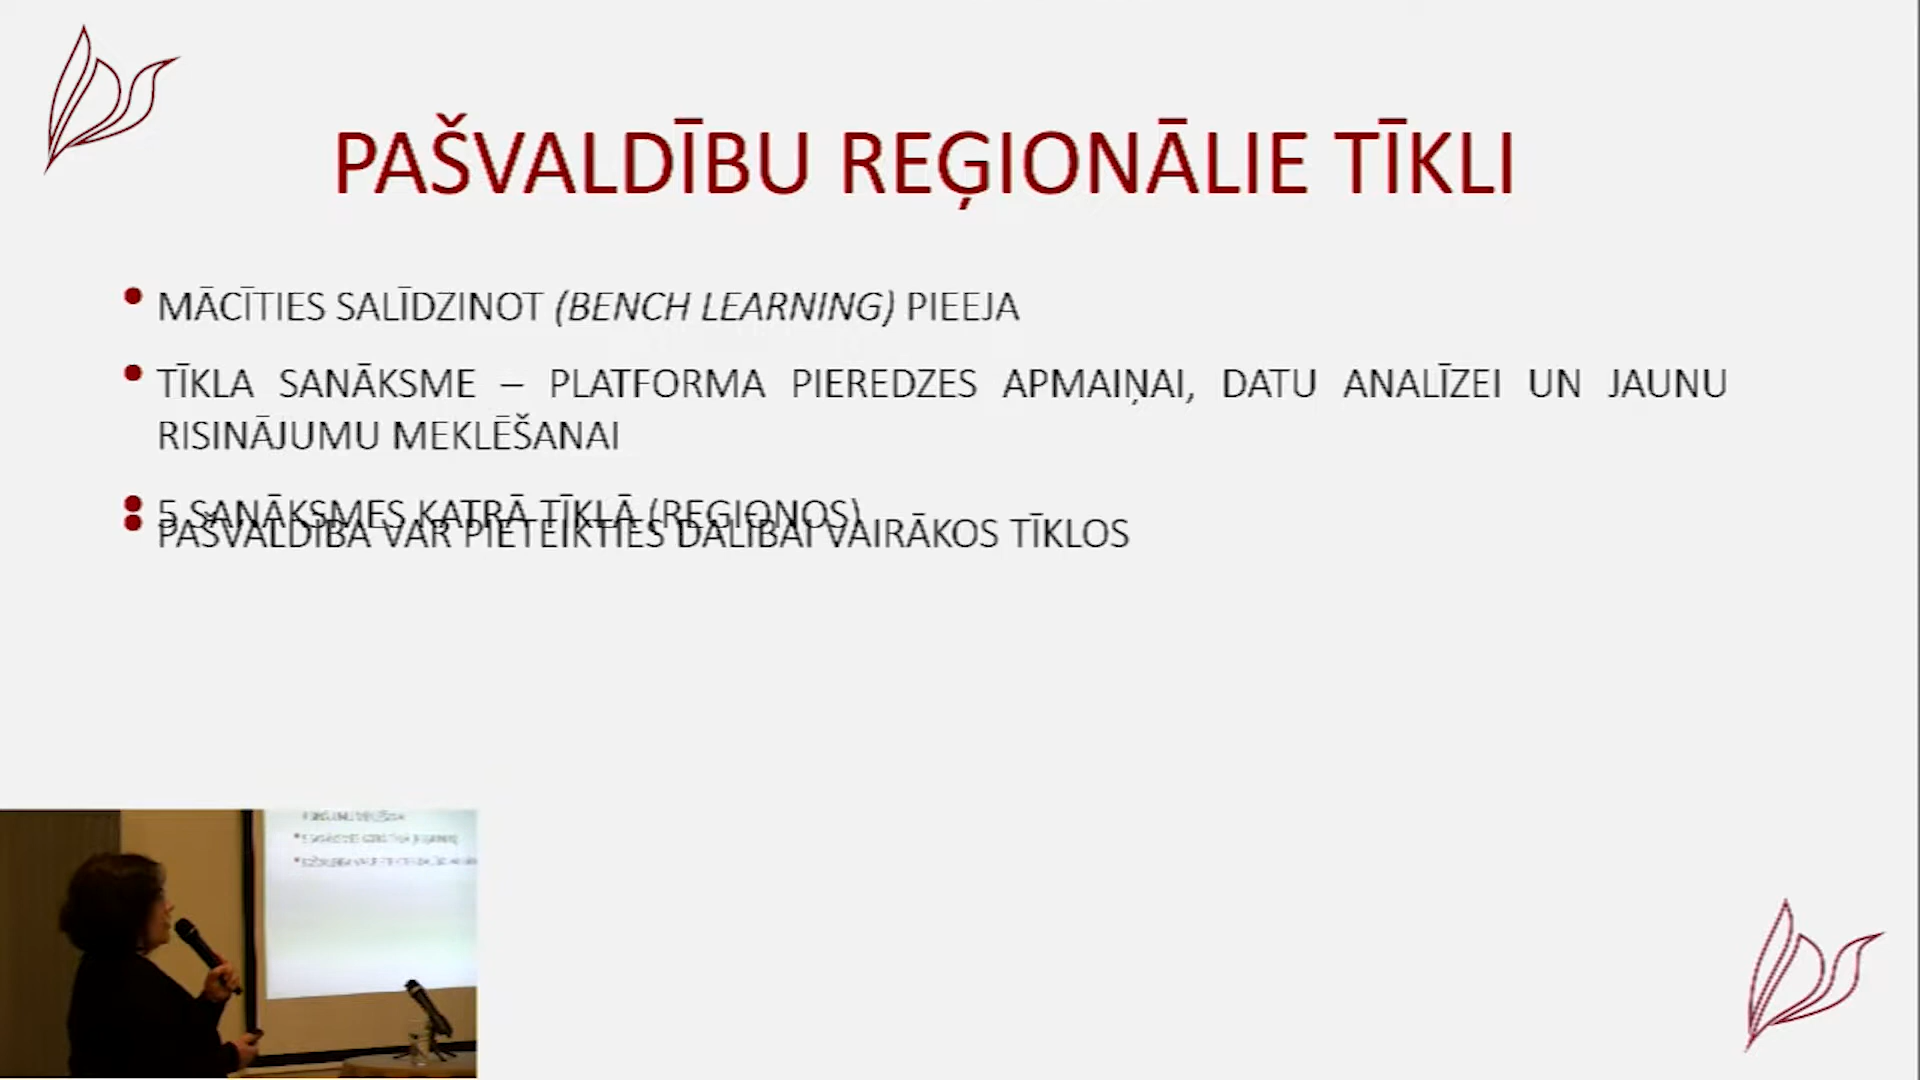 PAŠVALDĪBU REĢIONĀLIE TĪKLI
• MĀCĪTIES SALĪDZINOT (BENCH LEARNING) PIEEJA
• TĪKLA SANĀKSME – PLATFORMA PIEREDZES APMAIŅAI, DATU ANALĪZEI UN JAUNU
RISINĀJUMU MEKLĒŠANAI
• 5 SANĀKSMES KATRĀ TĪKLĀ (REĢIONOS)
• PAŠVALDĪBA VAR PIETEIKTIES DALĪBAI VAIRĀKOS TĪKLOS